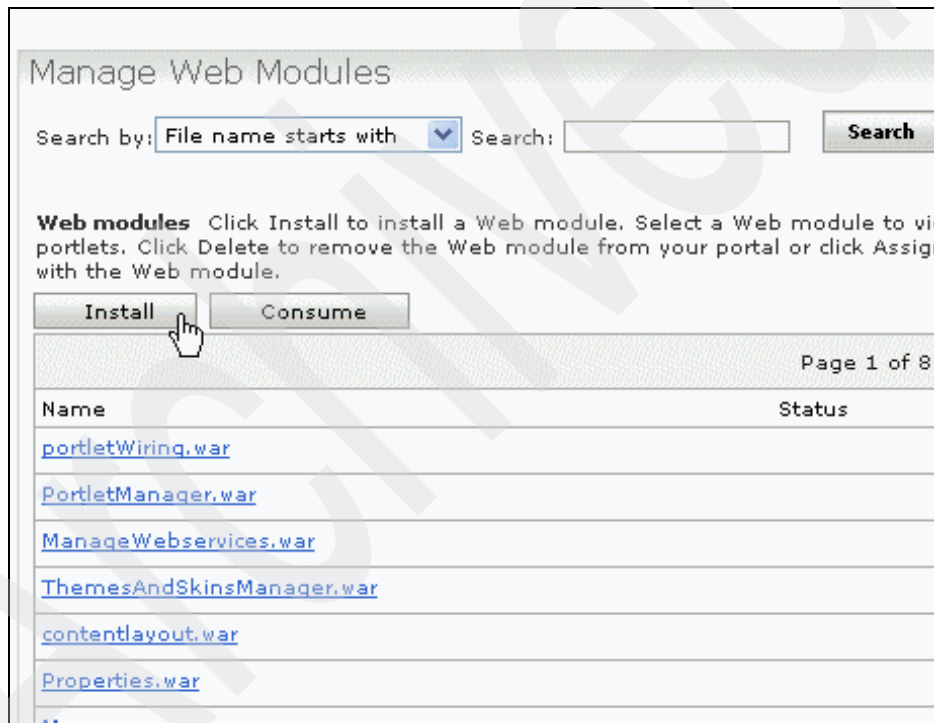 Manage Web Modules
Search by: File name starts with Search: Search
Web modules Click Install to install a Web module. Select a Web module to vi
portlets. Click Delete to remove the Web module from your portal or click Assig
with the Web module.
Install Consume
Page 1 of 8
Name Status
portletWiring.war
PortletManager.war
ManageWebservices.war
ThemesAndSkinsManager.war
contentlayout.war
Properties.war